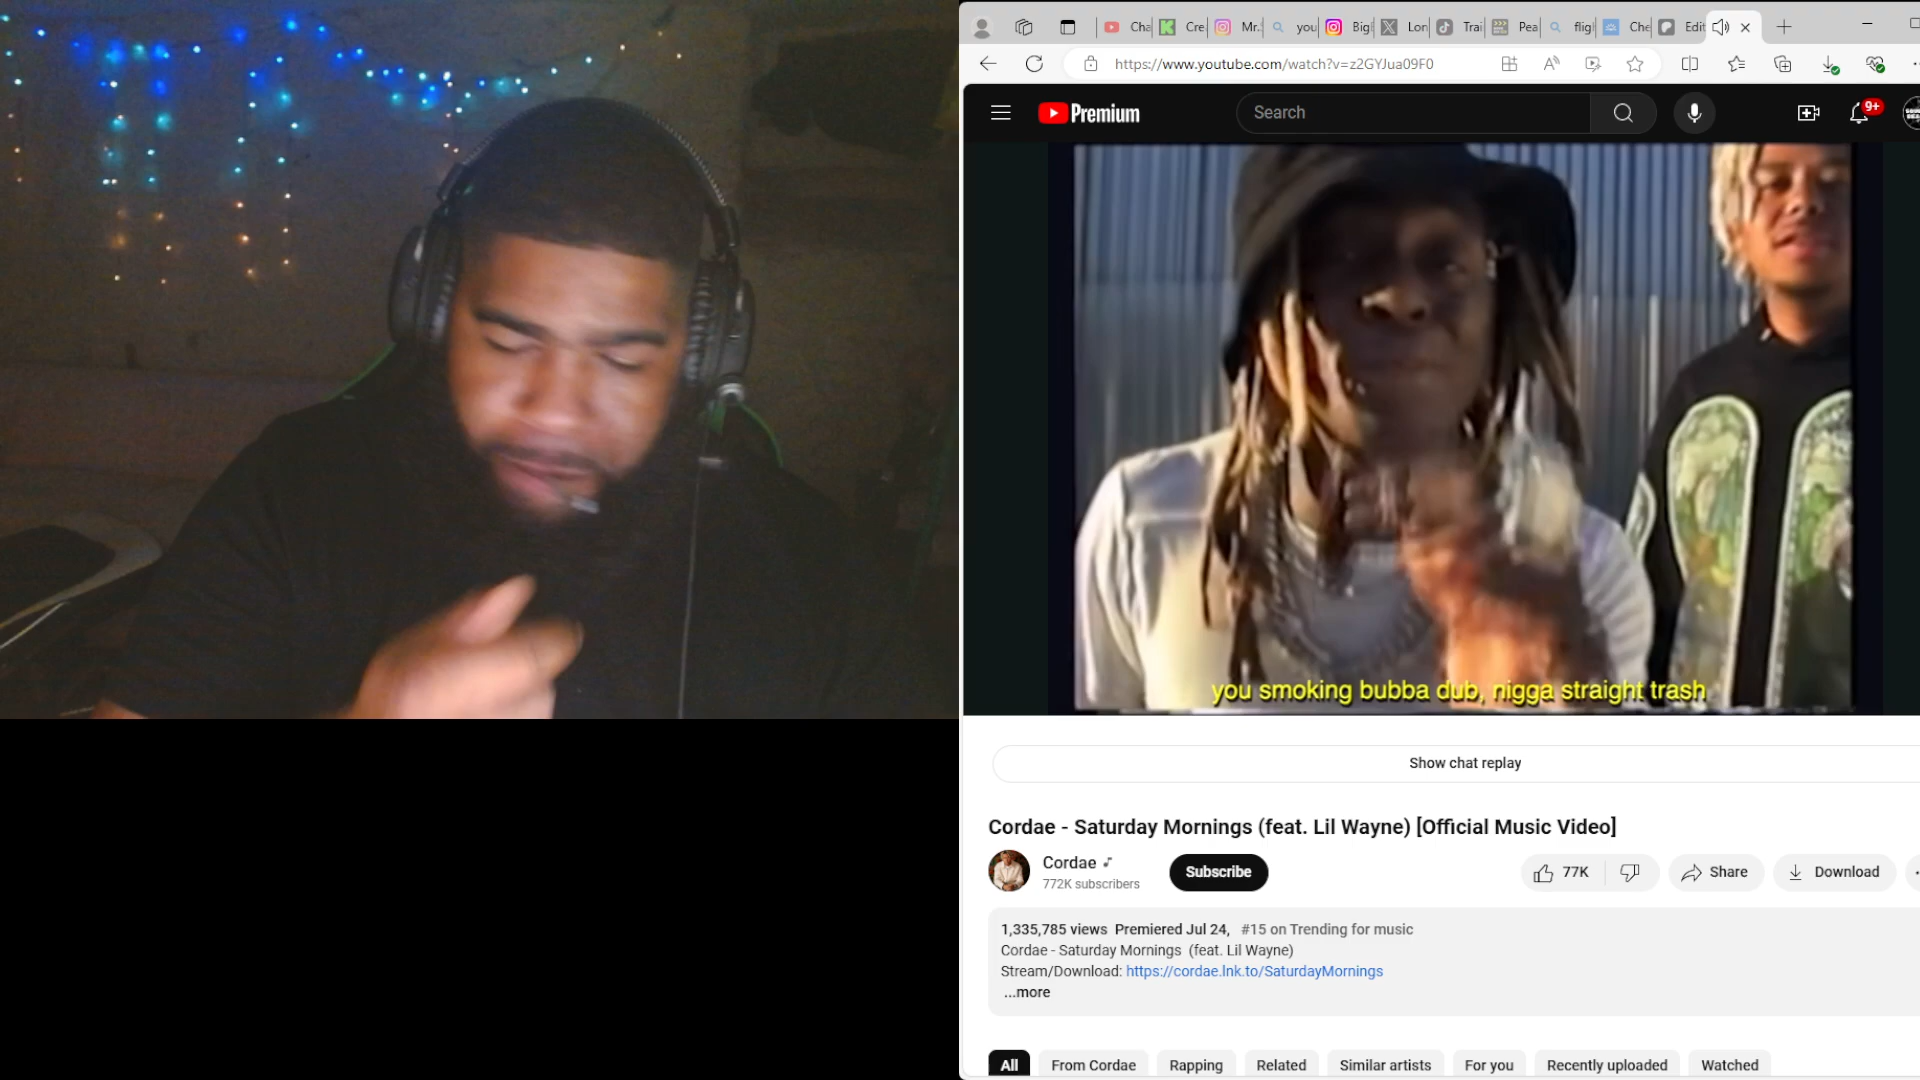 Cha
Cre
Mr.
you
Big
Lon
Trai
Pea
flig
Che
Edit
https://www.youtube.com/watch?v=z2GYJua09F0
Premium
Search
9+
you smoking bubba dub, nigga straight trash
Show chat replay
Cordae - Saturday Mornings (feat. Lil Wayne) [Official Music Video]
Cordae
772K subscribers
Subscribe
77K
Share
Download
1,335,785 views Premiered Jul 24, #15 on Trending for music
Cordae - Saturday Mornings (feat. Lil Wayne)
Stream/Download: https://cordae.lnk.to/SaturdayMornings
...more
All
From Cordae
Rapping
Related
Similar artists
For you
Recently uploaded
Watched